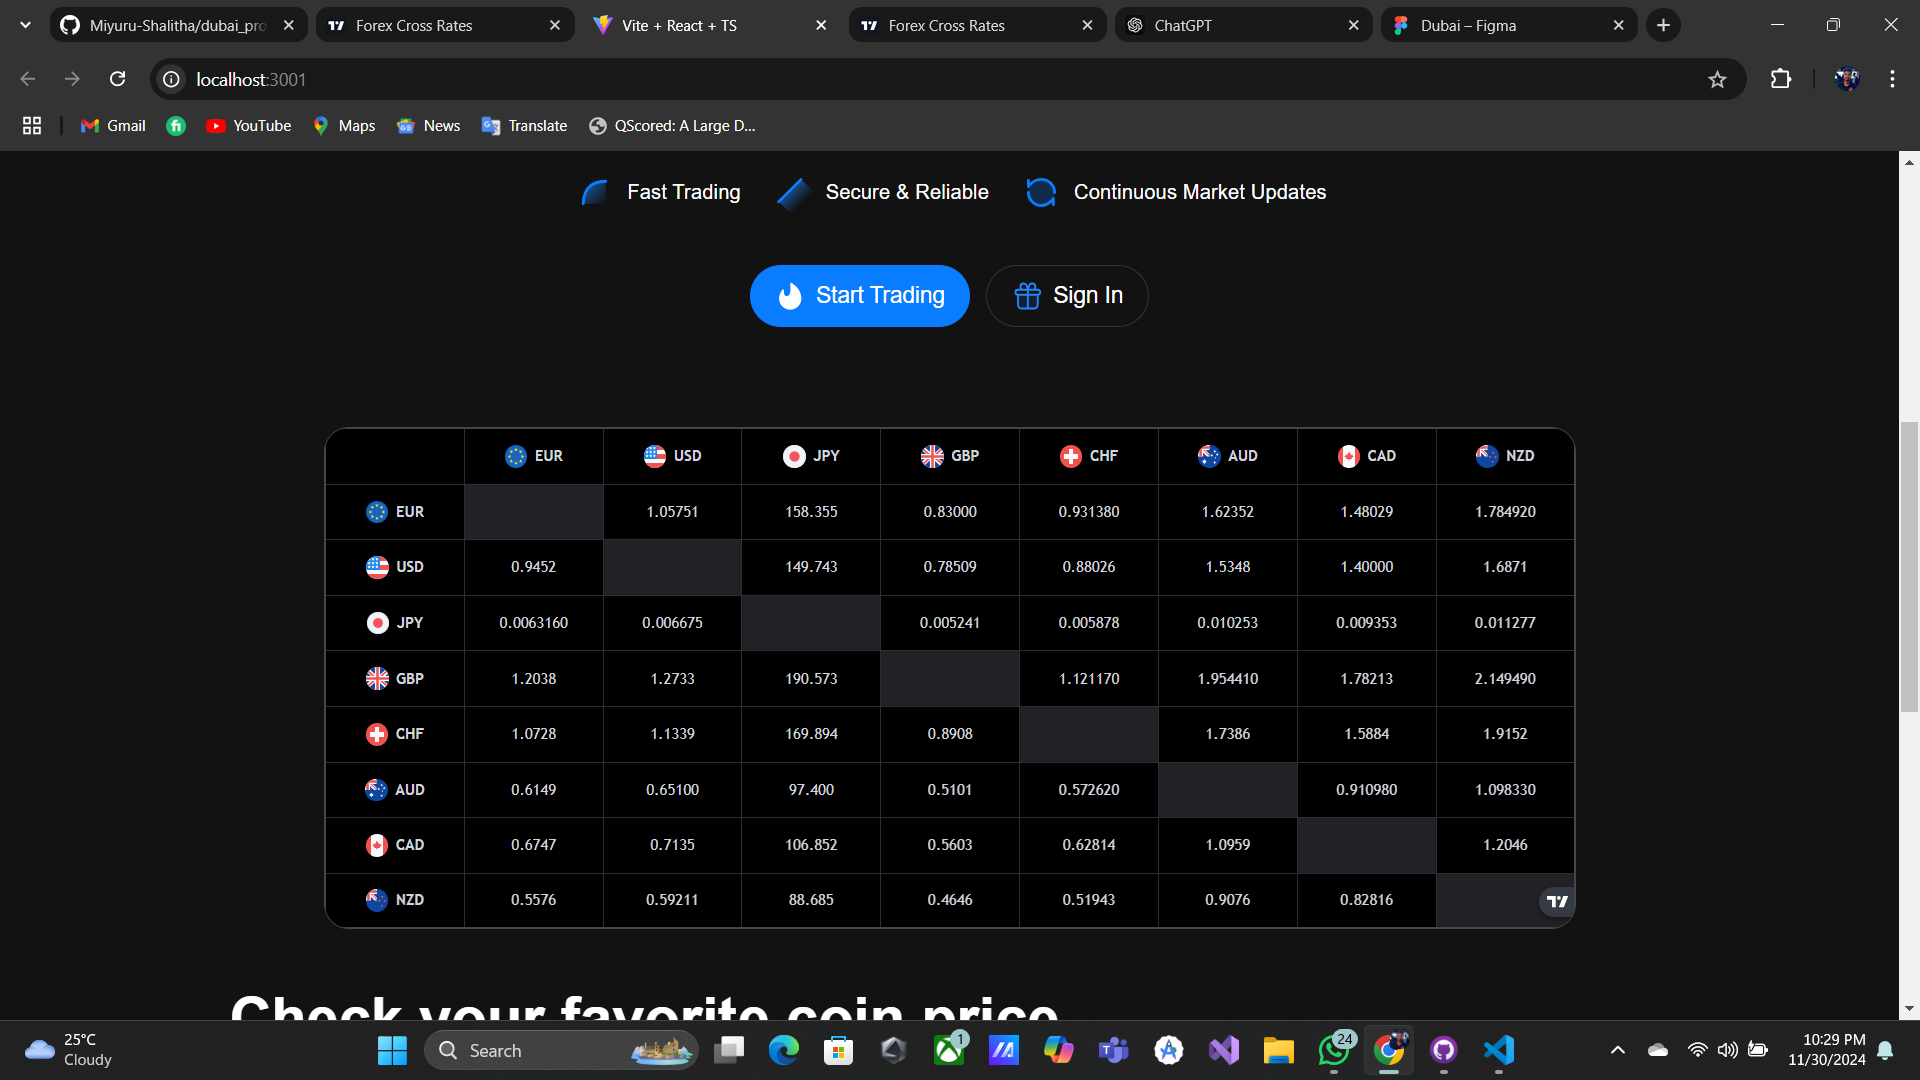 Miyuru-Shalitha/dubai_pro
Forex Cross Rates
Vite + React + TS
Forex Cross Rates
ChatGPT
Dubai – Figma
localhost:3001
Gmail
YouTube
Maps
News
Translate
QScored: A Large D...
Fast Trading
Secure & Reliable
Continuous Market Updates
Start Trading
Sign In
EUR USD JPY GBP CHF AUD CAD NZD
EUR 1.05751 158.355 0.83000 0.931380 1.62352 1.48029 1.784920
USD 0.9452 149.743 0.78509 0.88026 1.5348 1.40000 1.6871
JPY 0.0063160 0.006675 0.005241 0.005878 0.010253 0.009353 0.011277
GBP 1.2038 1.2733 190.573 1.121170 1.954410 1.78213 2.149490
CHF 1.0728 1.1339 169.894 0.8908 1.7386 1.5884 1.9152
AUD 0.6149 0.65100 97.400 0.5101 0.572620 0.910980 1.098330
CAD 0.6747 0.7135 106.852 0.5603 0.62814 1.0959 1.2046
NZD 0.5576 0.59211 88.685 0.4646 0.51943 0.9076 0.82816
Check your favorite coin price
25°C
Cloudy
Search
1
24
10:29 PM
11/30/2024